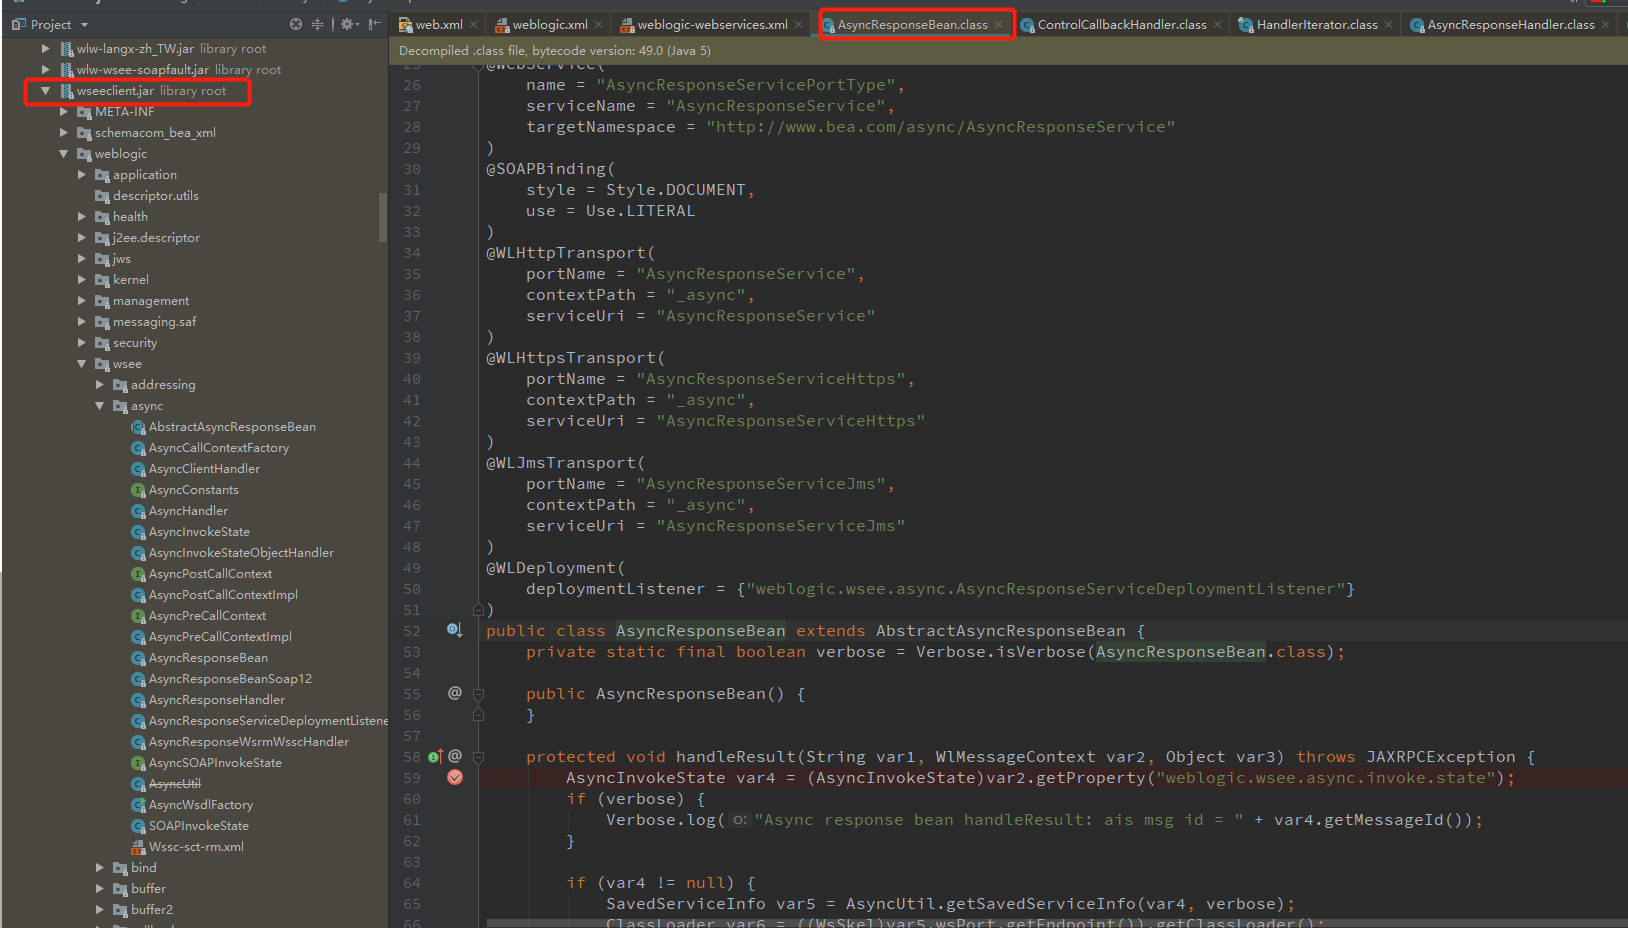 Project
web.xml
weblogic.xml
weblogic-webservices.xml
AsyncResponseBean.class
ControlCallbackHandler.class
HandlerIterator.class
AsyncResponseHandler.class
Decompiled .class file, bytecode version: 49.0 (Java 5)
wlw-langx-zh_TW.jar library root
wlw-wsee-soapfault.jar library root
wseeclient.jar library root
META-INF
schemacom_bea_xml
weblogic
application
descriptor.utils
health
j2ee.descriptor
jws
kernel
management
messaging.saf
security
wsee
addressing
async
AbstractAsyncResponseBean
AsyncCallContextFactory
AsyncClientHandler
AsyncConstants
AsyncHandler
AsyncInvokeState
AsyncInvokeStateObjectHandler
AsyncPostCallContext
AsyncPostCallContextImpl
AsyncPreCallContext
AsyncPreCallContextImpl
AsyncResponseBean
AsyncResponseBeanSoap12
AsyncResponseHandler
AsyncResponseServiceDeploymentListene
AsyncResponseWsrmWsscHandler
AsyncSOAPInvokeState
AsyncUtil
AsyncWsdlFactory
SOAPInvokeState
Wssc-sct-rm.xml
bind
buffer
buffer2
25 @WebService(
26 name = "AsyncResponseServicePortType",
27 serviceName = "AsyncResponseService",
28 targetNamespace = "http://www.bea.com/async/AsyncResponseService"
29 )
30 @SOAPBinding(
31 style = Style.DOCUMENT,
32 use = Use.LITERAL
33 )
34 @WLHttpTransport(
35 portName = "AsyncResponseService",
36 contextPath = "_async",
37 serviceUri = "AsyncResponseService"
38 )
39 @WLHttpsTransport(
40 portName = "AsyncResponseServiceHttps",
41 contextPath = "_async",
42 serviceUri = "AsyncResponseServiceHttps"
43 )
44 @WLJmsTransport(
45 portName = "AsyncResponseServiceJms",
46 contextPath = "_async",
47 serviceUri = "AsyncResponseServiceJms"
48 )
49 @WLDeployment(
50 deploymentListener = {"weblogic.wsee.async.AsyncResponseServiceDeploymentListener"}
51 )
52 public class AsyncResponseBean extends AbstractAsyncResponseBean {
53 private static final boolean verbose = Verbose.isVerbose(AsyncResponseBean.class);
54
55 @ public AsyncResponseBean() {
56 }
57
58 @ protected void handleResult(String var1, WlMessageContext var2, Object var3) throws JAXRPCException {
59 AsyncInvokeState var4 = (AsyncInvokeState)var2.getProperty("weblogic.wsee.async.invoke.state");
60 if (verbose) {
61 Verbose.log( o: "Async response bean handleResult: ais msg id = " + var4.getMessageId());
62 }
63
64 if (var4 != null) {
65 SavedServiceInfo var5 = AsyncUtil.getSavedServiceInfo(var4, verbose);
66 ClassLoader var6 = ((WsSkel)var5.wsPort.getEndpoint()).getClassLoader();